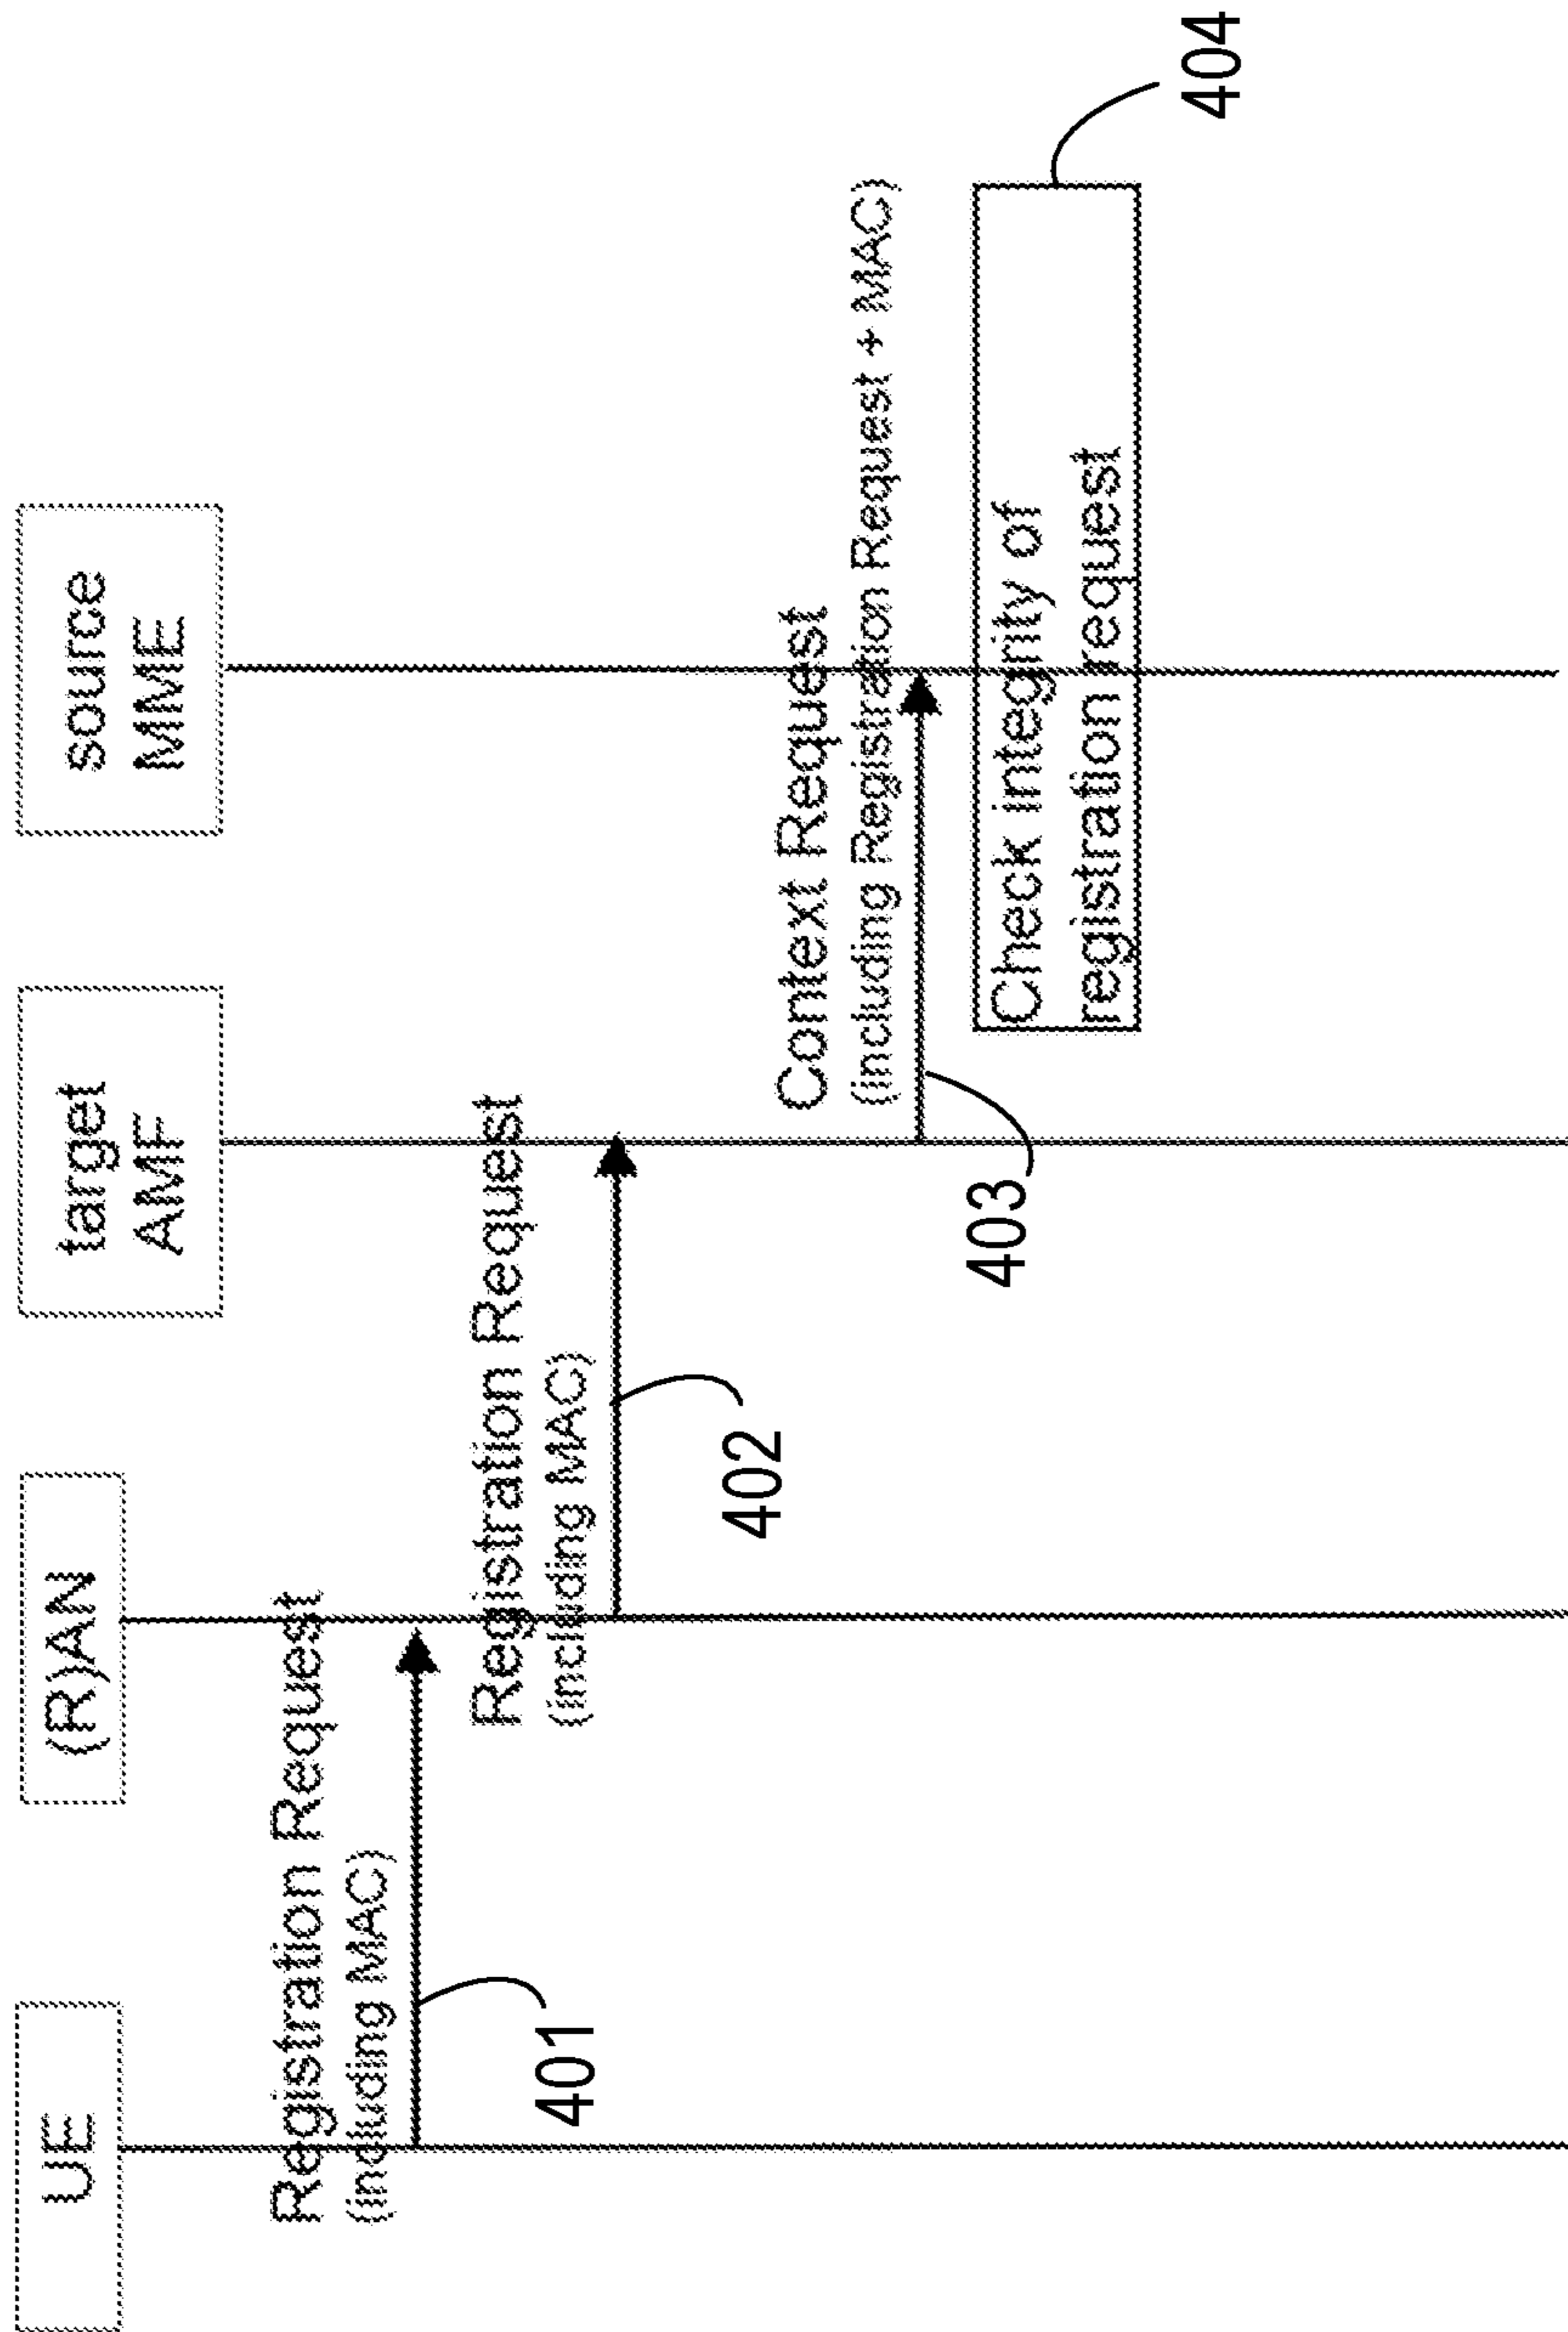 UE
(R)AN
target
AMF
source
MME
Registration Request
(including MAC)
401
Registration Request
(including MAC)
402
Context Request
(including Registration Request + MAC)
403
Check integrity of
registration request
404